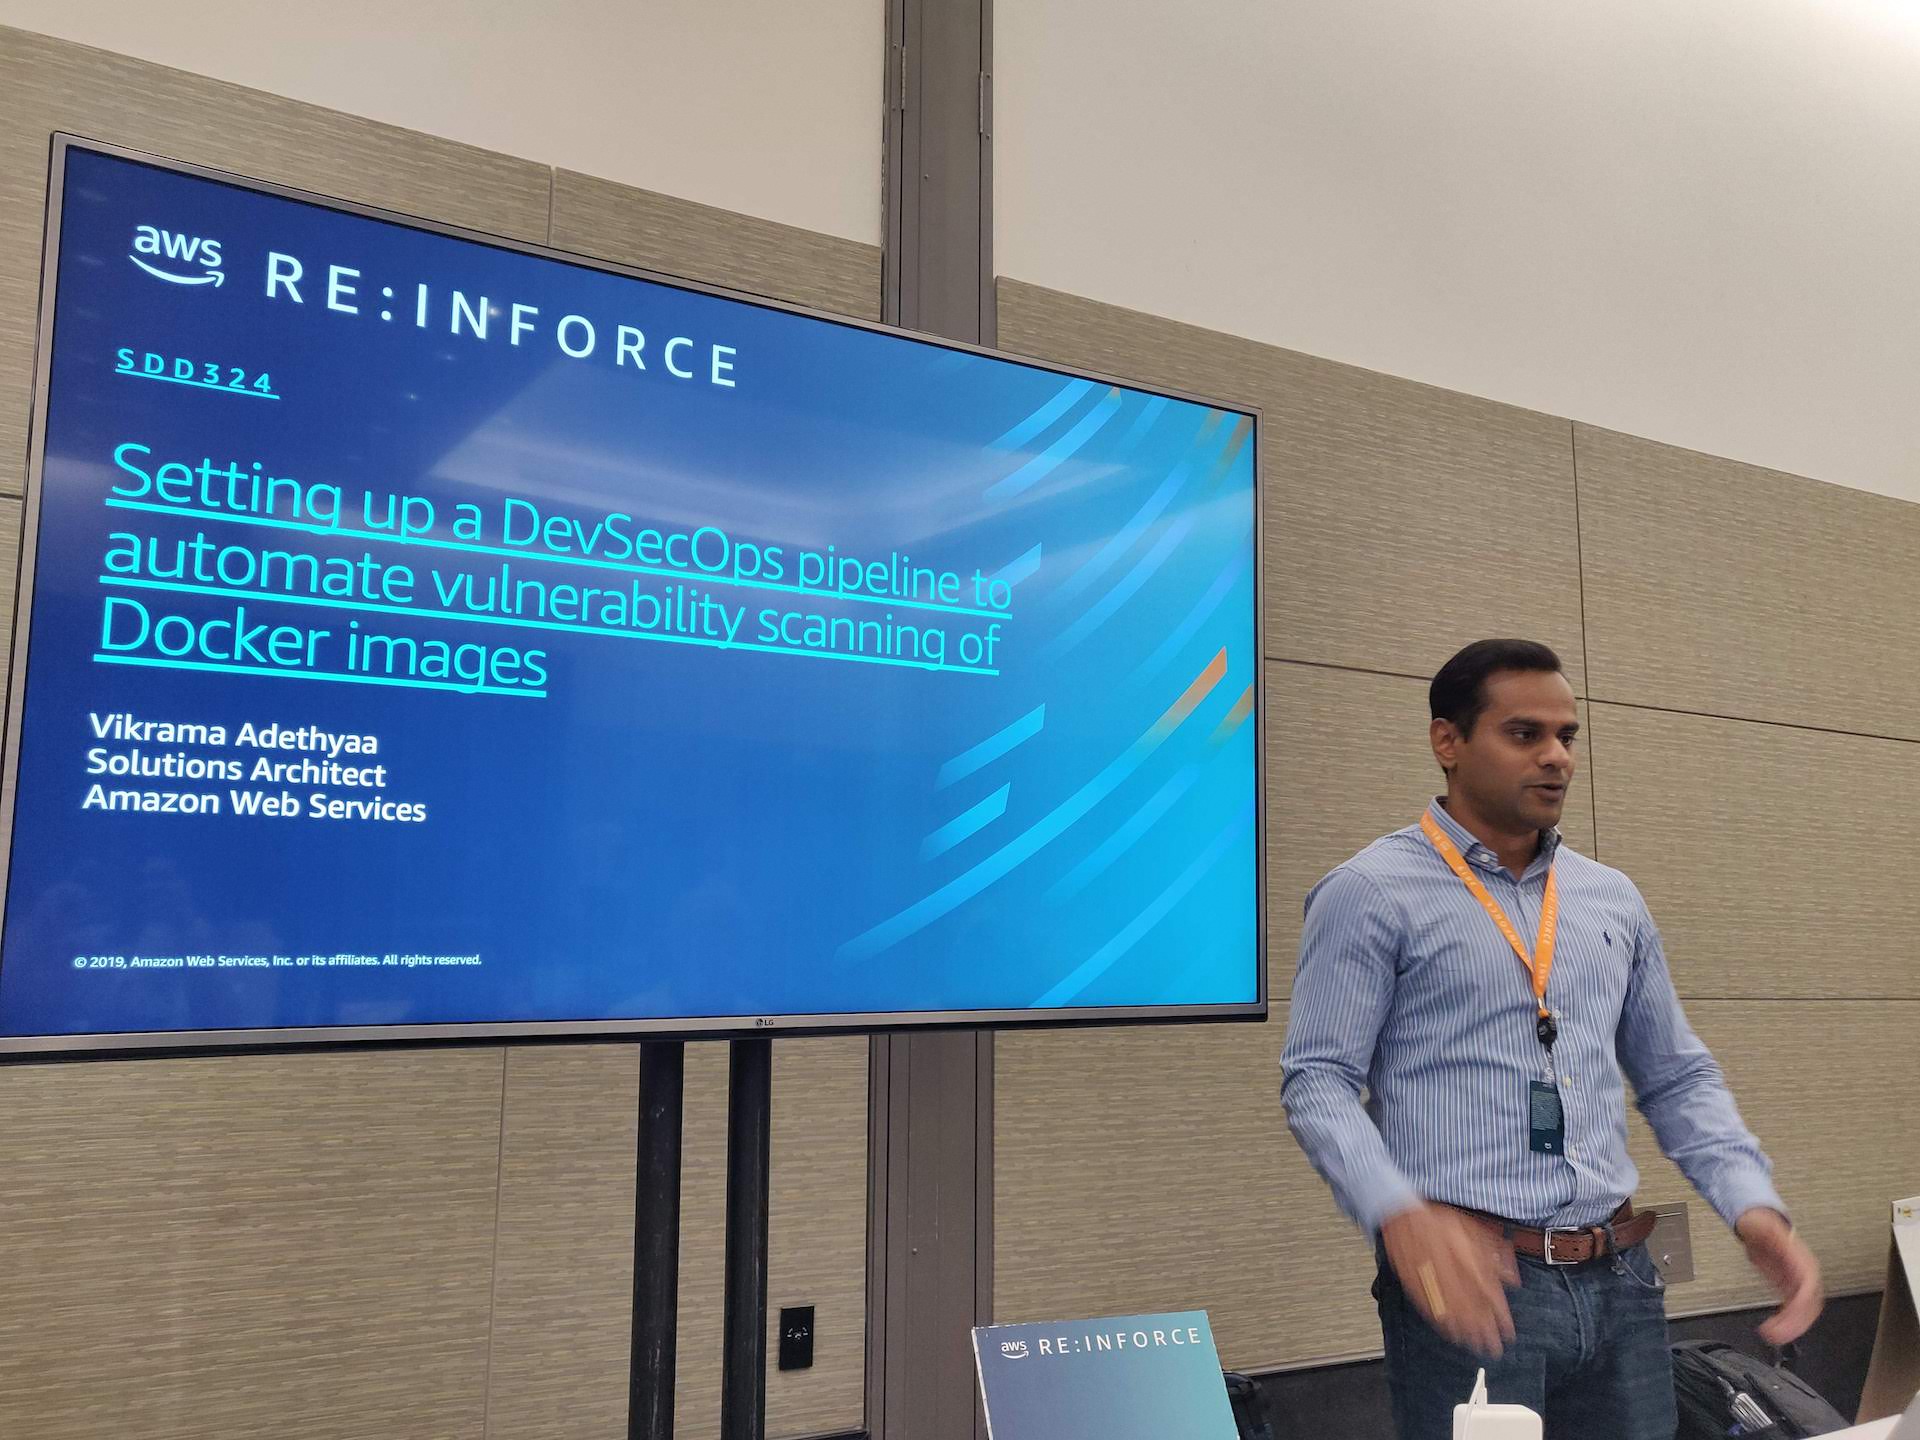 aws RE:INFORCE
SDD324
Setting up a DevSecOps pipeline to
automate vulnerability scanning of
Docker images
Vikrama Adethyaa
Solutions Architect
Amazon Web Services
© 2019, Amazon Web Services, Inc. or its affiliates. All rights reserved.
LG
aws RE:INFORCE